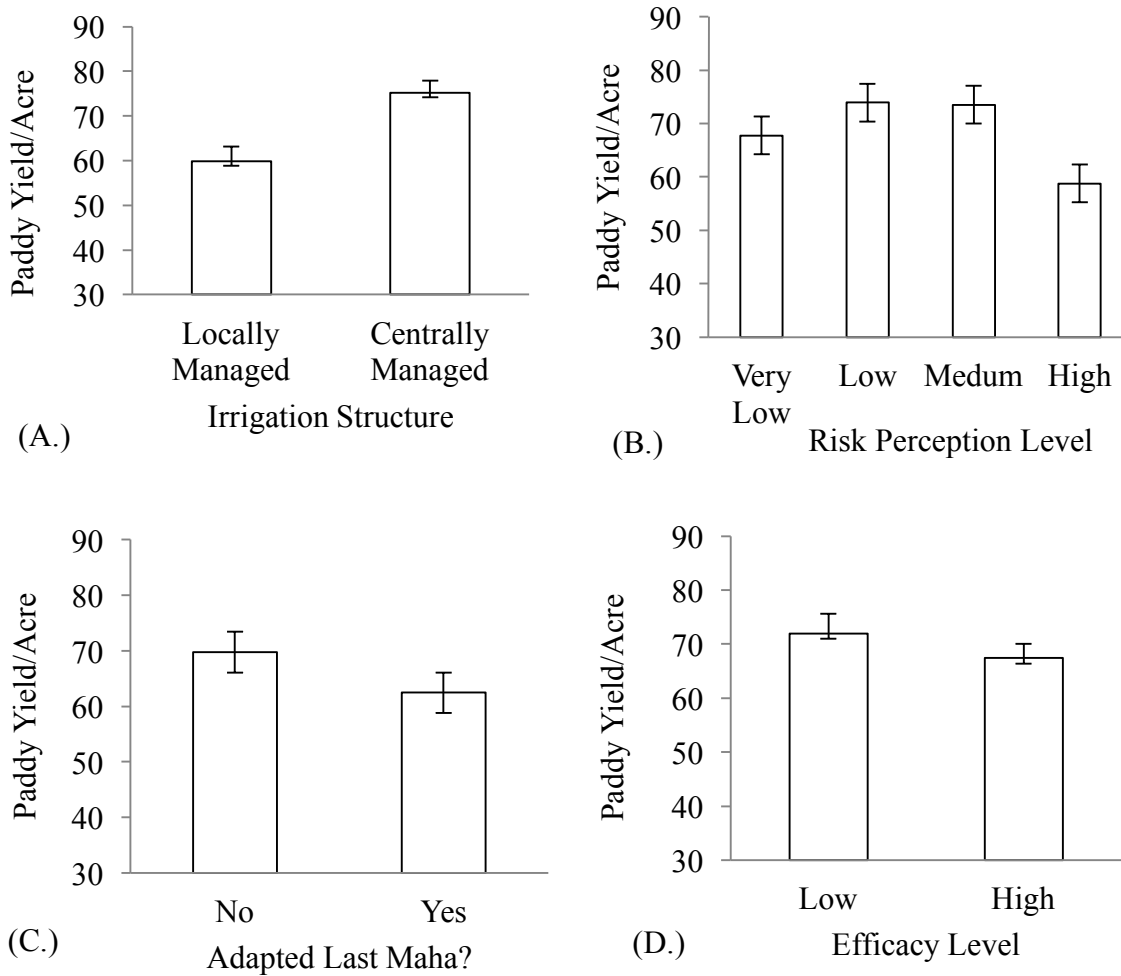 Paddy Yield/Acre
90
80
70
60
50
40
30
Locally
Managed
Centrally
Managed
Irrigation Structure
(A.)
Paddy Yield/Acre
90
80
70
60
50
40
30
Very
Low
Low
Medum
High
Risk Perception Level
(B.)
Paddy Yield/Acre
90
80
70
60
50
40
30
No
Yes
Adapted Last Maha?
(C.)
Paddy Yield/Acre
90
80
70
60
50
40
30
Low
High
Efficacy Level
(D.)